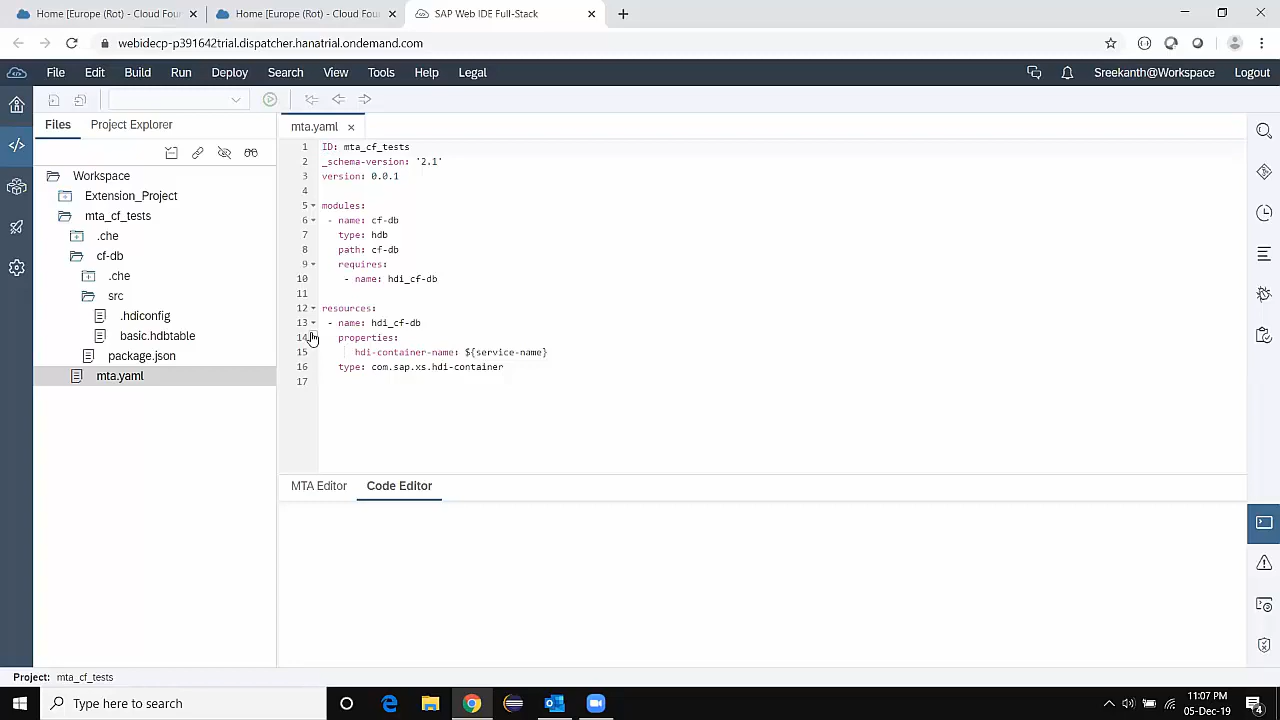 Home [Europe (Rot) - Cloud Foun
Home [Europe (Rot) - Cloud Foun
SAP Web IDE Full-Stack
webidecp-p391642trial.dispatcher.hanatrial.ondemand.com
File Edit Build Run Deploy Search View Tools Help Legal
Sreekanth@Workspace Logout
Files Project Explorer
mta.yaml
Workspace
Extension_Project
mta_cf_tests
.che
cf-db
.che
src
.hdiconfig
basic.hdbtable
package.json
mta.yaml
1 ID: mta_cf_tests
2 _schema-version: '2.1'
3 version: 0.0.1
4
5 modules:
6 - name: cf-db
7 type: hdb
8 path: cf-db
9 requires:
10 - name: hdi_cf-db
11
12 resources:
13 - name: hdi_cf-db
14 properties:
15 hdi-container-name: ${service-name}
16 type: com.sap.xs.hdi-container
17
MTA Editor Code Editor
Project: mta_cf_tests
Type here to search
11:07 PM
05-Dec-19
4